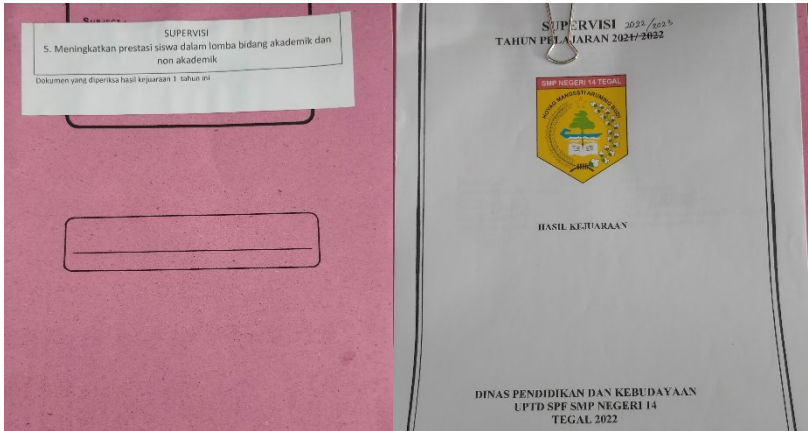 SUPERVISI
5. Meningkatkan prestasi siswa dalam lomba bidang akademik dan
non akademik
Dokumen yang diperiksa hasil kejuaraan 1 tahun ini
SUPERVISI 2022/2023
TAHUN PELAJARAN 2021/2022
SMP NEGERI 14 TEGAL
HASIL KEJUARAAN
DINAS PENDIDIKAN DAN KEBUDAYAAN
UPTD SPF SMP NEGERI 14
TEGAL 2022